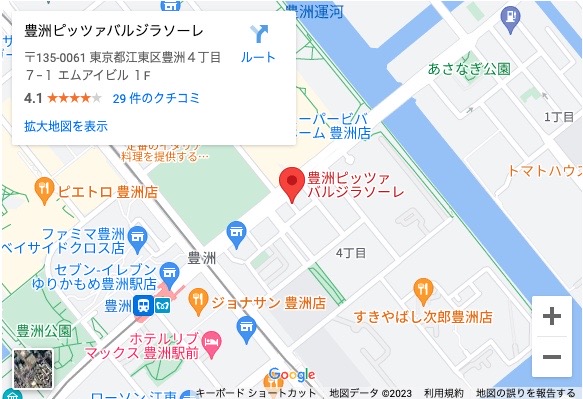 豊洲ピッツァバルジラソーレ
〒135-0061 東京都江東区豊洲４丁目
７−１ エムアイビル １F
4.1 ★★★★★ 29 件のクチコミ
拡大地図を表示
ルート
豊洲運河
あさなぎ公園
1丁目
ーパービバ
ーム 豊洲店
定番のイタリア
料理を提供する…
トマトハウス
豊洲ピッツァ
バルジラソーレ
ピエトロ 豊洲店
ファミマ豊洲
ベイサイドクロス店
豊洲
4丁目
セブン-イレブン
ゆりかもめ豊洲駅店
豊洲
ジョナサン 豊洲店
すきやばし次郎豊洲店
豊洲公園
ホテルリブ
マックス 豊洲駅前
Google
ローソン 江東
キーボード ショートカット
地図データ ©2023
利用規約
地図の誤りを報告する